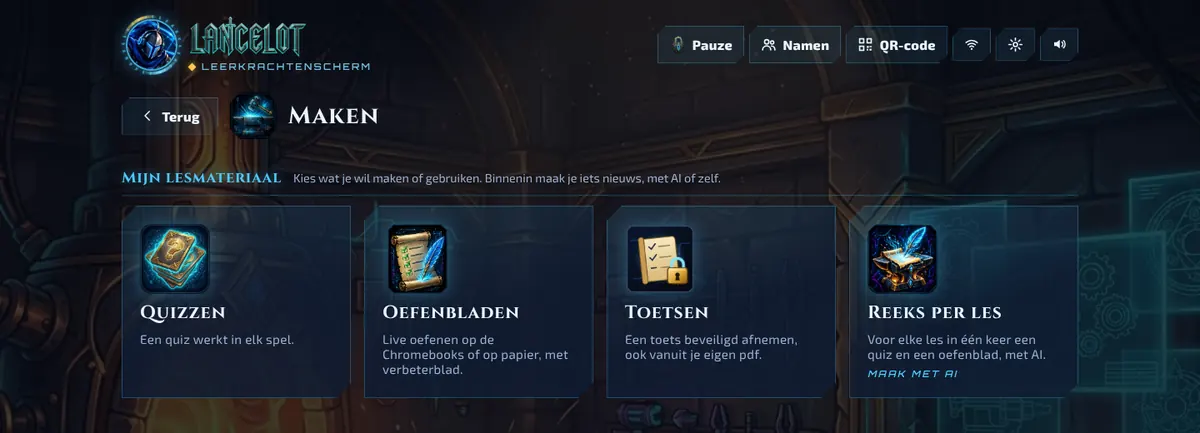 LANCELOT
LEERKRACHTENSCHERM
Pauze
Namen
QR-code
Terug
Maken
Mijn lesmateriaal
Kies wat je wil maken of gebruiken. Binnenin maak je iets nieuws, met AI of zelf.
Quizzen
Een quiz werkt in elk spel.
Oefenbladen
Live oefenen op de
Chromebooks of op papier, met
verbeterblad.
Toetsen
Een toets beveiligd afnemen,
ook vanuit je eigen pdf.
Reeks per les
Voor elke les in één keer een
quiz en een oefenblad, met AI.
MAAK MET AI